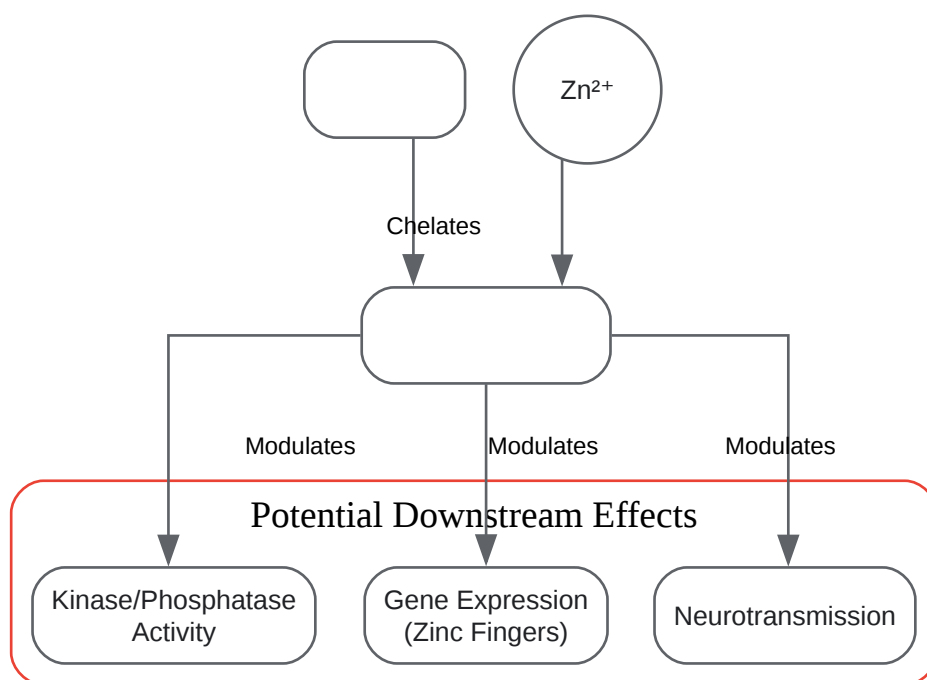 Zn²⁺
Chelates
Modulates
Modulates
Modulates
Potential Downstream Effects
Kinase/Phosphatase
Activity
Gene Expression
(Zinc Fingers)
Neurotransmission